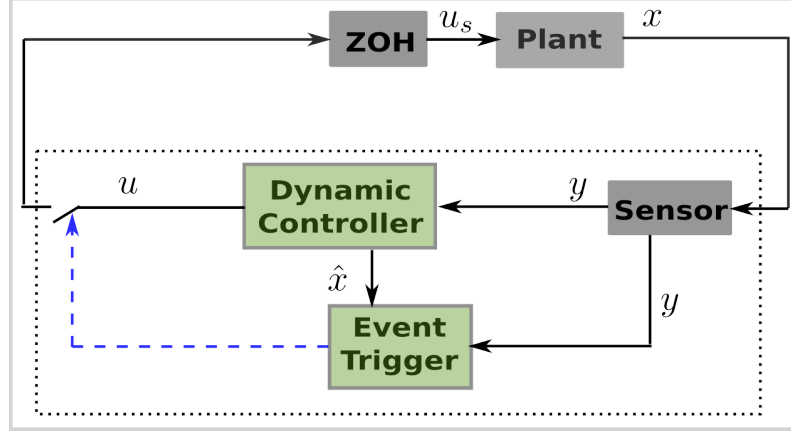 ZOH
u_s
Plant
x
u
Dynamic
Controller
y
Sensor
x̂
y
Event
Trigger